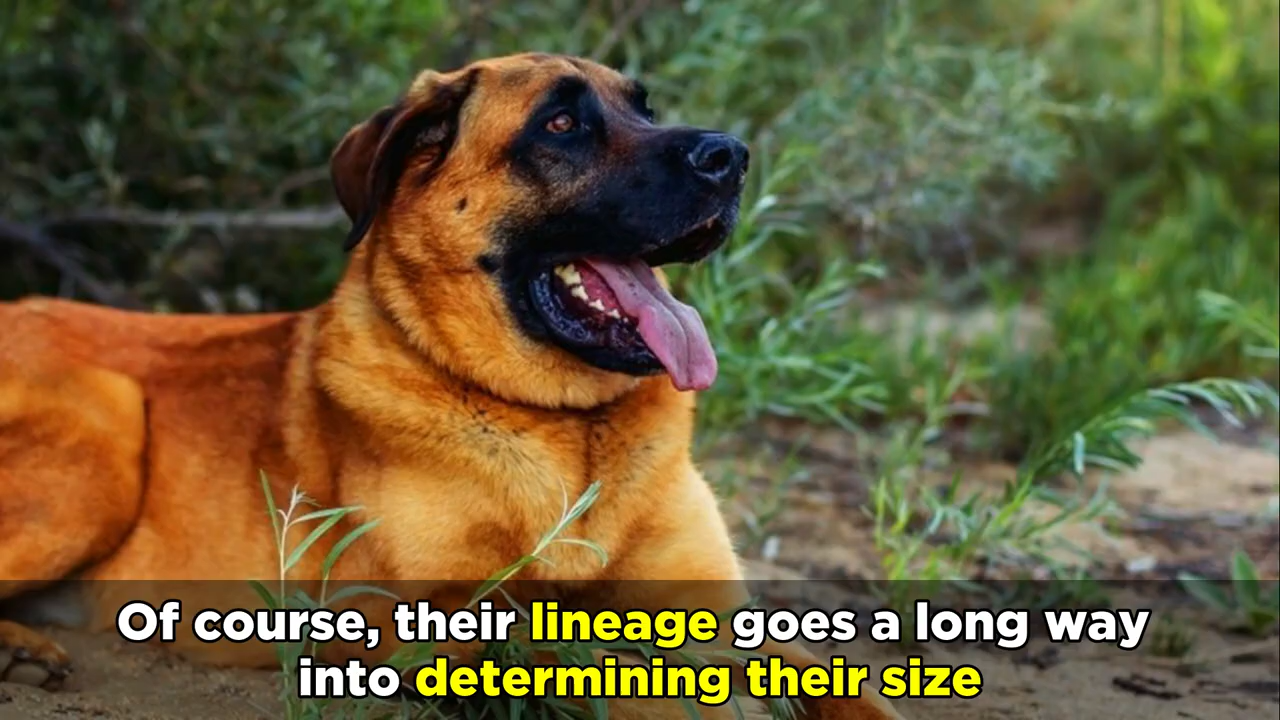 Of course, their lineage goes a long way
into determining their size